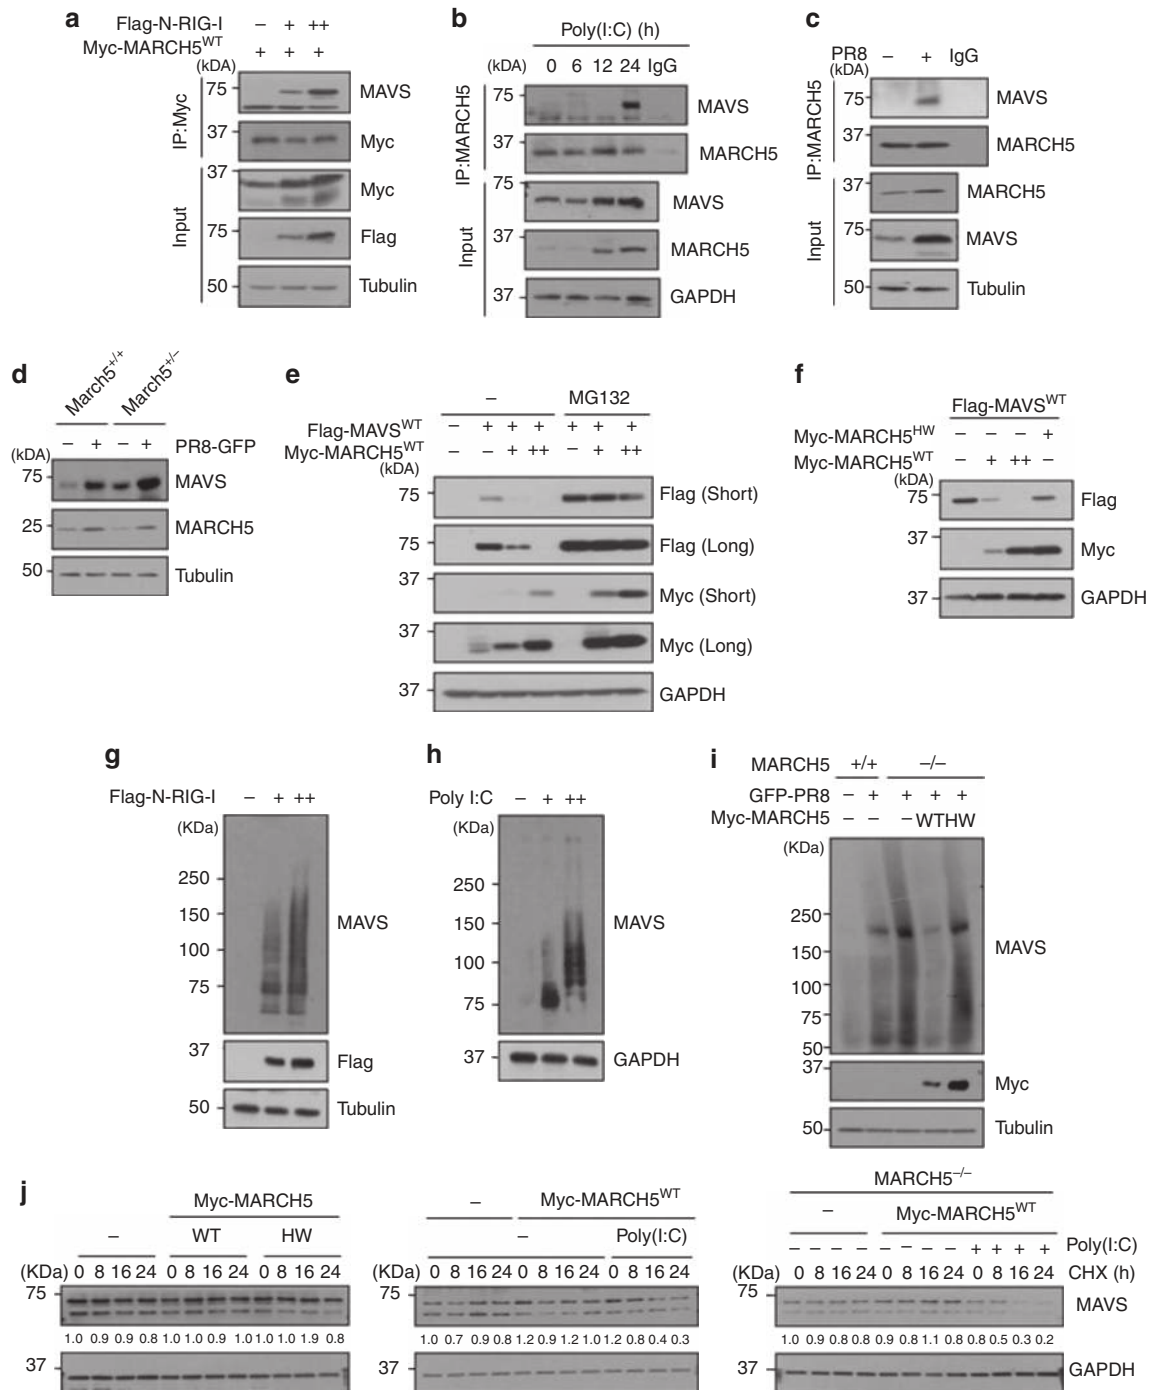 a
Flag-N-RIG-I – + ++
Myc-MARCH5WT + + +
(kDA)
IP:Myc
75 MAVS
37 Myc
Input
37 Myc
75 Flag
50 Tubulin
b
Poly(I:C) (h)
(kDA) 0 6 12 24 IgG
IP:MARCH5
75 MAVS
37 MARCH5
Input
75 MAVS
37 MARCH5
37 GAPDH
c
PR8 – + IgG
(kDA)
IP:MARCH5
75 MAVS
37 MARCH5
Input
37 MARCH5
75 MAVS
50 Tubulin
d
March5+/+ March5+/–
– + – + PR8-GFP
(kDA)
75 MAVS
25 MARCH5
50 Tubulin
e
– MG132
Flag-MAVSWT – + + + + + +
Myc-MARCH5WT – – + ++ – + ++
(kDA)
75 Flag (Short)
75 Flag (Long)
37 Myc (Short)
37 Myc (Long)
37 GAPDH
f
Flag-MAVSWT
Myc-MARCH5HW – – – +
Myc-MARCH5WT – + ++ –
(kDA)
75 Flag
37 Myc
37 GAPDH
g
Flag-N-RIG-I – + ++
(KDa)
250
150 MAVS
100
75
37 Flag
50 Tubulin
h
Poly I:C – + ++
(KDa)
250
150 MAVS
100
75
37 GAPDH
i
MARCH5 +/+ –/–
GFP-PR8 – + + + +
Myc-MARCH5 – – – WT HW
(KDa)
250
150 MAVS
100
75
50
37 Myc
50 Tubulin
j
Myc-MARCH5
– WT HW
(KDa) 0 8 16 24 0 8 16 24 0 8 16 24
75
1.0 0.9 0.9 0.8 1.0 1.0 0.9 1.0 1.0 1.0 1.9 0.8
37
– Myc-MARCH5WT
– Poly(I:C)
(KDa) 0 8 16 24 0 8 16 24 0 8 16 24
75
1.0 0.7 0.9 0.8 1.2 0.9 1.2 1.0 1.2 0.8 0.4 0.3
37
MARCH5–/–
– Myc-MARCH5WT
– – – – – – – – + + + + Poly(I:C)
(KDa) 0 8 16 24 0 8 16 24 0 8 16 24 CHX (h)
75 MAVS
1.0 0.9 0.8 0.8 0.9 0.8 1.1 0.8 0.8 0.5 0.3 0.2
37 GAPDH